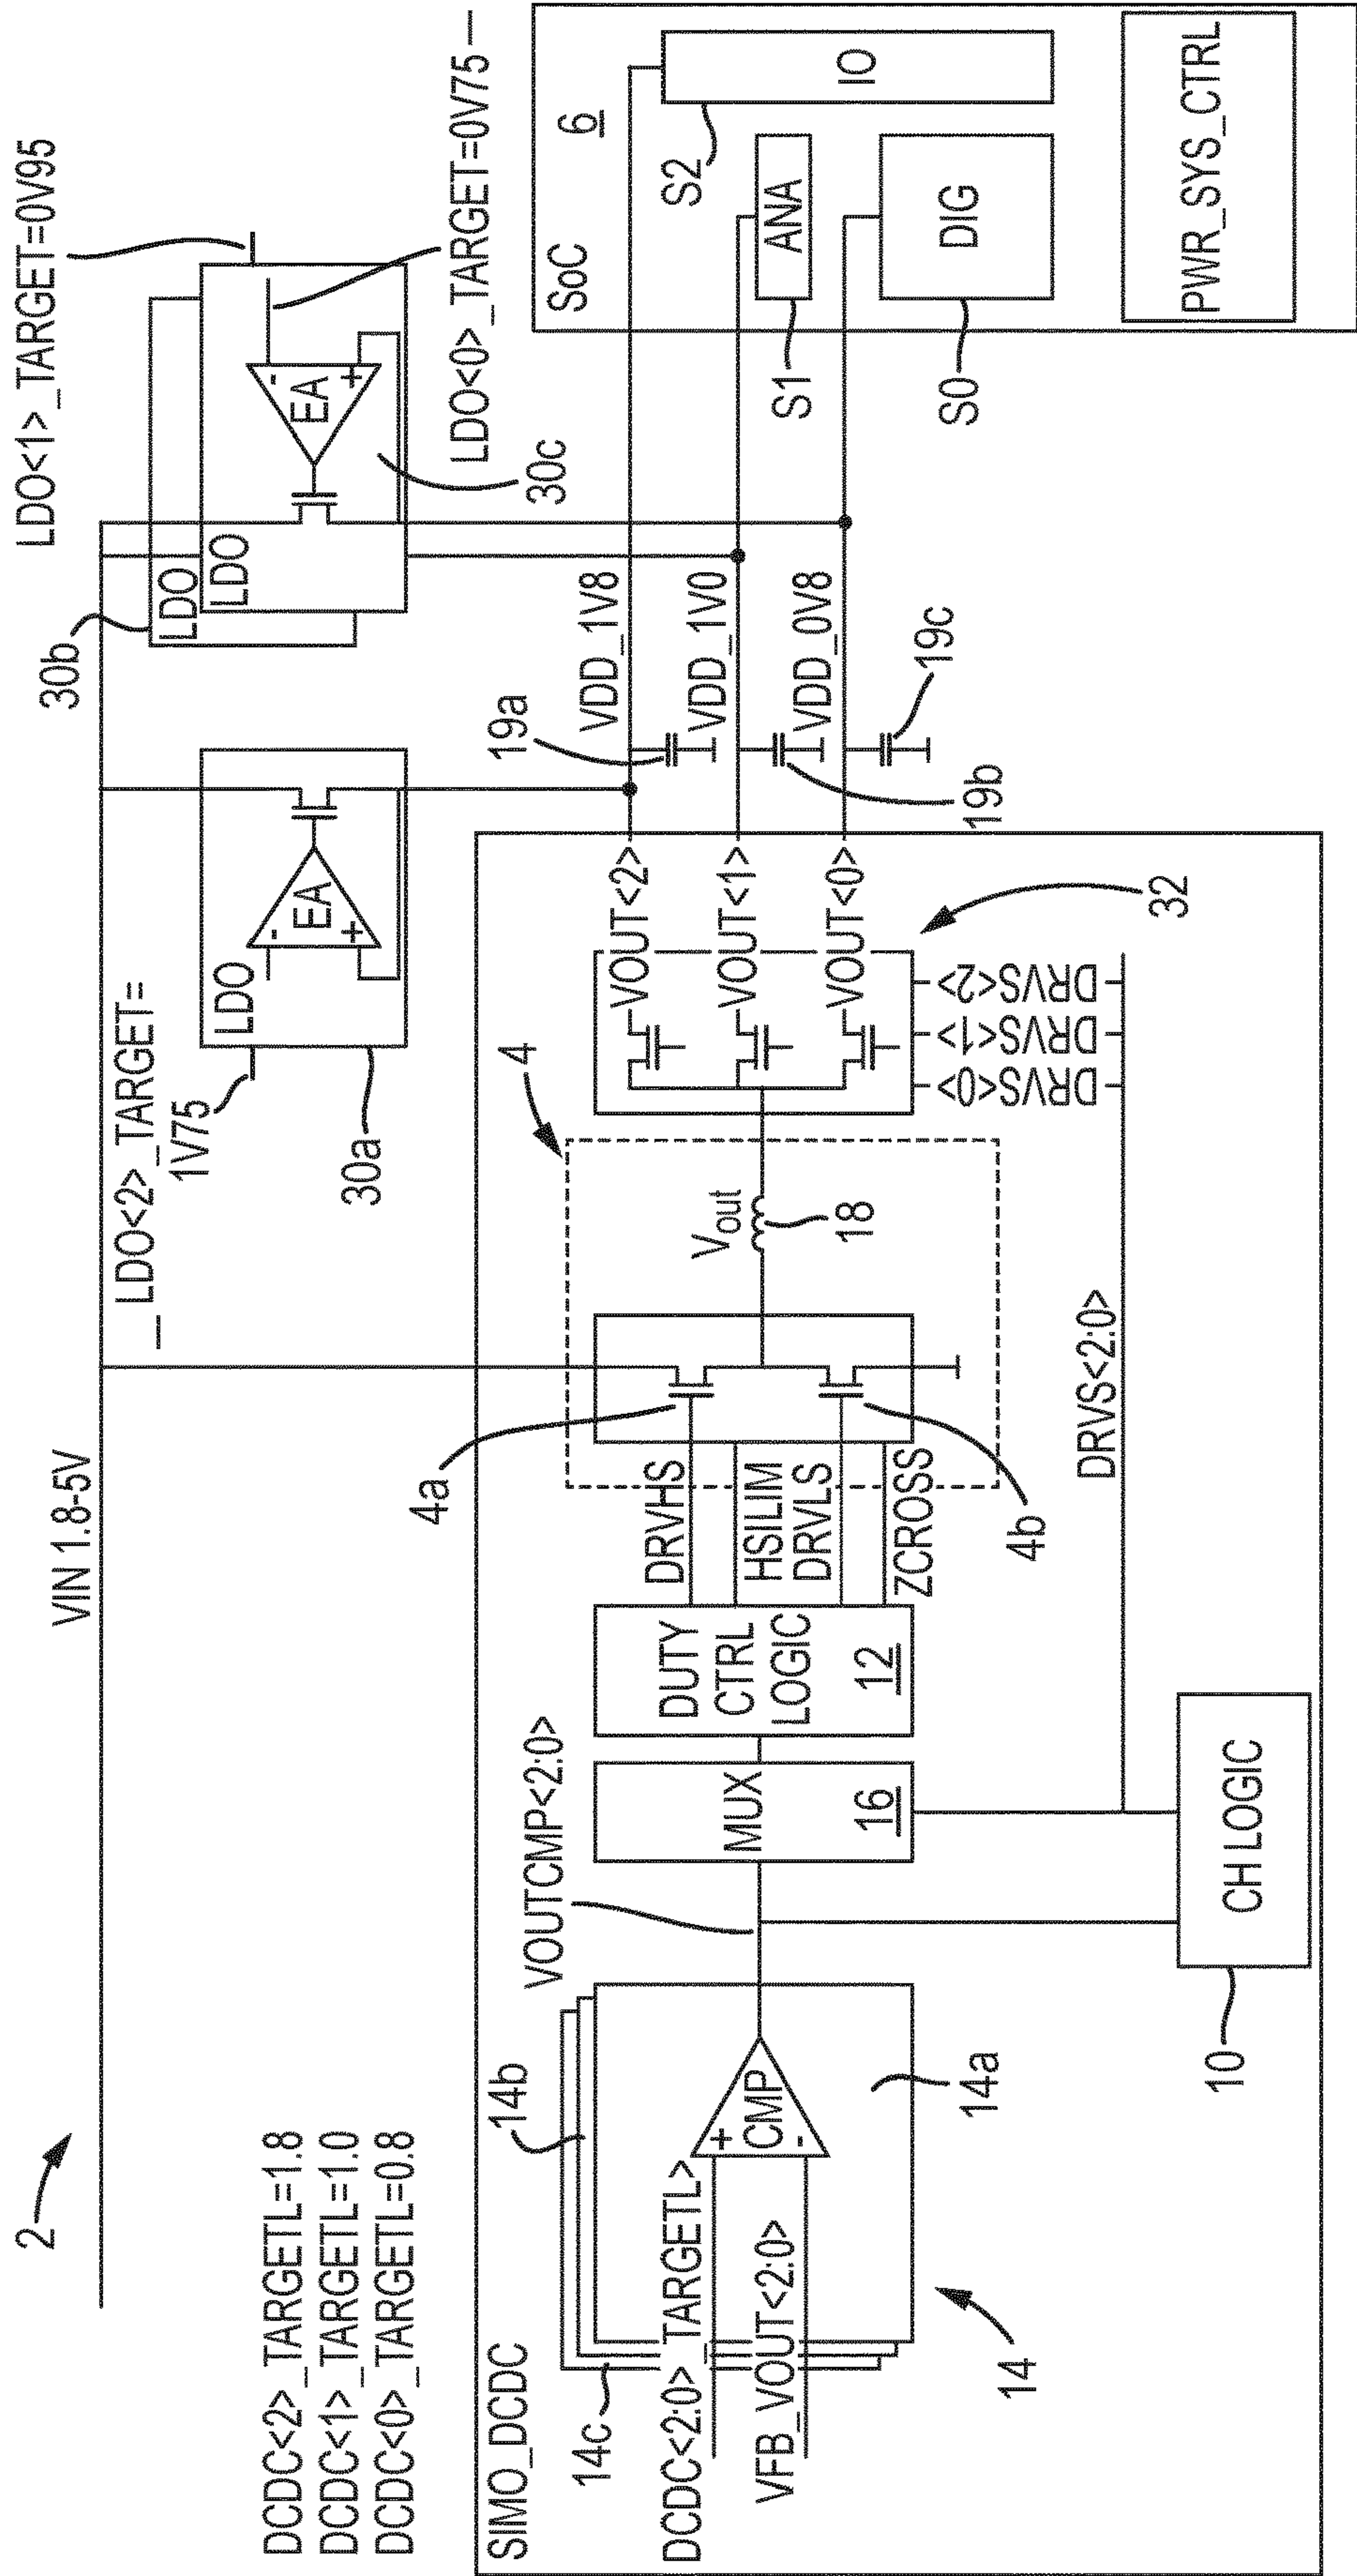 2
VIN 1.8-5V
LDO<2>_TARGET=
1V75
30a
LDO
EA
-
+
30b
LDO
LDO
EA
-
+
30c
LDO<1>_TARGET=0V95
LDO<0>_TARGET=0V75
DCDC<2>_TARGETL=1.8
DCDC<1>_TARGETL=1.0
DCDC<0>_TARGETL=0.8
SIMO_DCDC
14c
14b
DCDC<2:0>_TARGETL>
VFB_VOUT<2:0>
+
-
CMP
14a
14
VOUTCMP<2:0>
MUX
16
DUTY
CTRL
LOGIC
12
DRVHS
HSILIM
DRVLS
ZCROSS
4a
4b
4
Vout
18
VOUT<2>
VOUT<1>
VOUT<0>
DRVS<0>
DRVS<1>
DRVS<2>
32
DRVS<2:0>
CH LOGIC
10
19a
19b
19c
VDD_1V8
VDD_1V0
VDD_0V8
SoC
6
S2
IO
S1
ANA
S0
DIG
PWR_SYS_CTRL